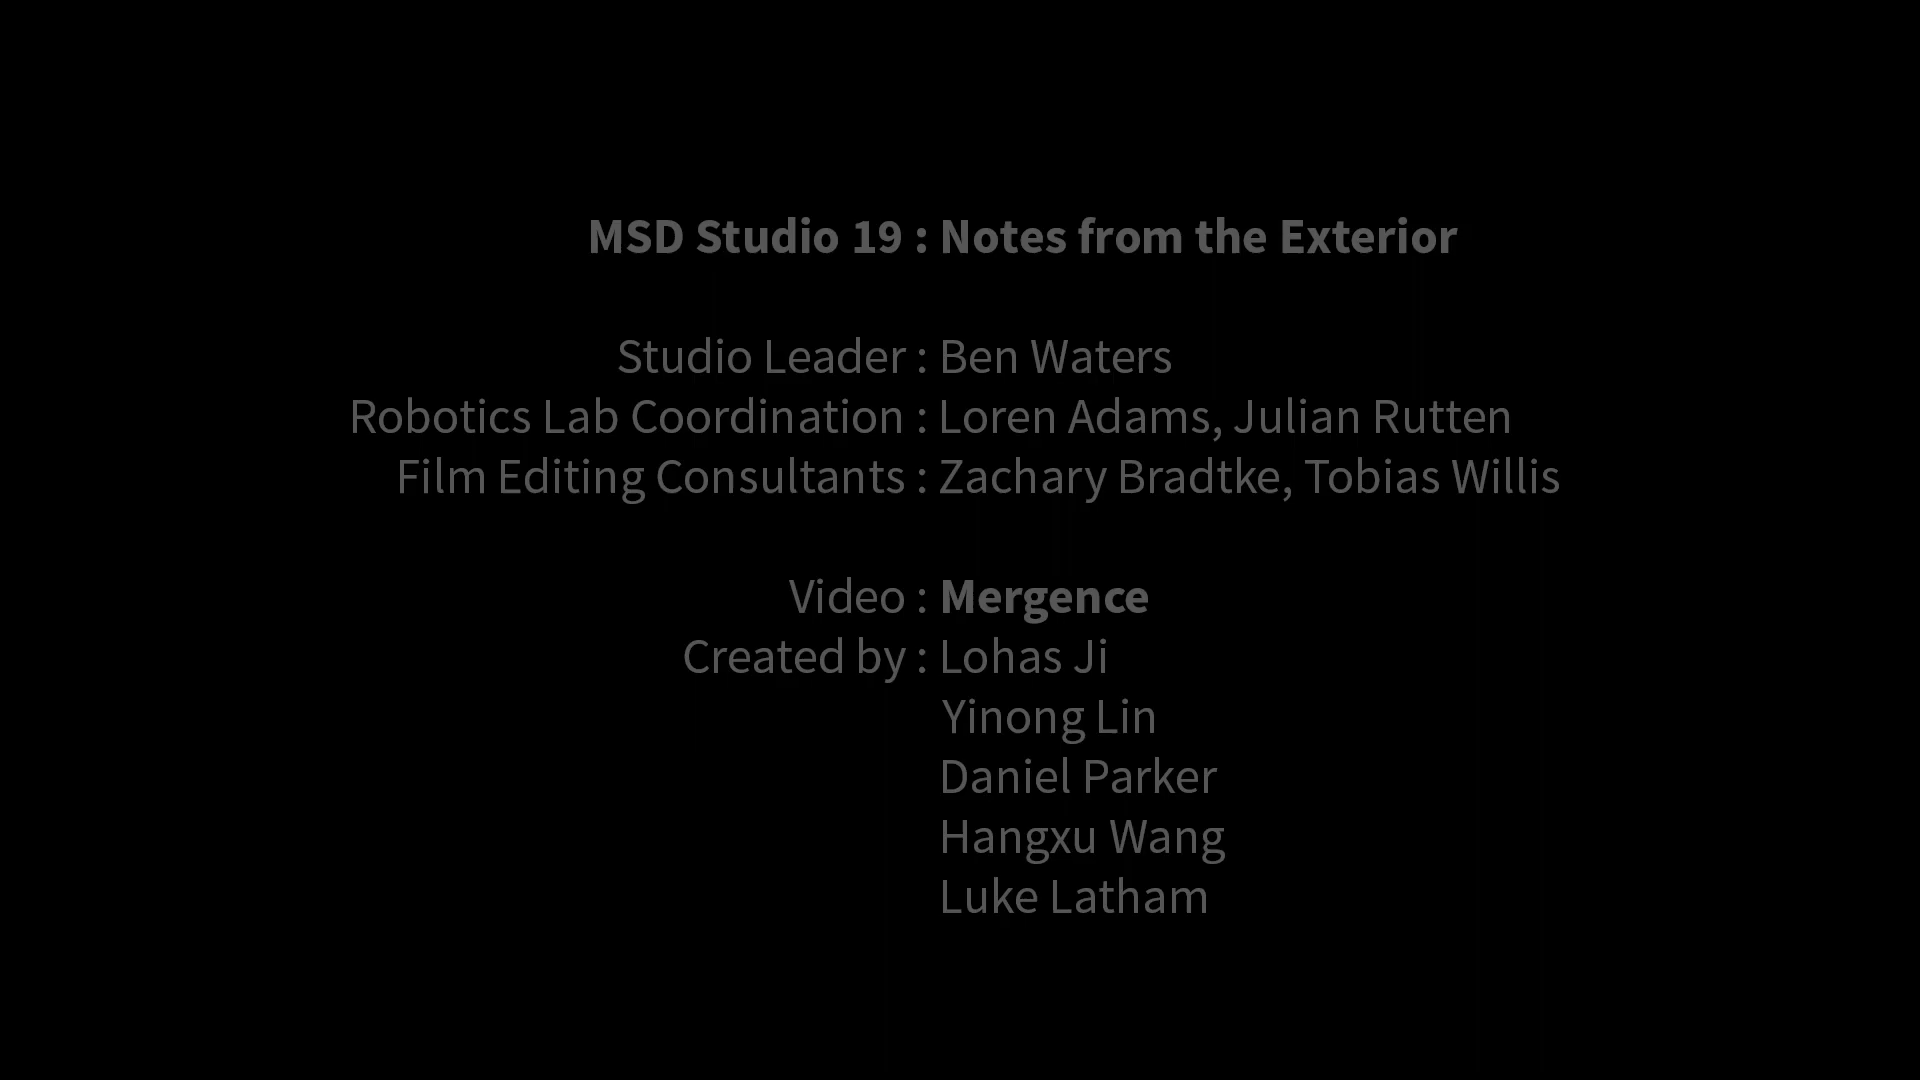 MSD Studio 19 : Notes from the Exterior
Studio Leader : Ben Waters
Robotics Lab Coordination : Loren Adams, Julian Rutten
Film Editing Consultants : Zachary Bradtke, Tobias Willis
Video : Mergence
Created by : Lohas Ji
Yinong Lin
Daniel Parker
Hangxu Wang
Luke Latham